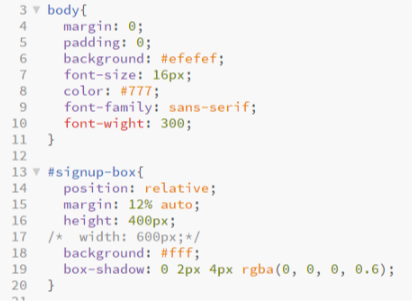 3 body{
4 margin: 0;
5 padding: 0;
6 background: #efefef;
7 font-size: 16px;
8 color: #777;
9 font-family: sans-serif;
10 font-wight: 300;
11 }
12
13 #signup-box{
14 position: relative;
15 margin: 12% auto;
16 height: 400px;
17 /* width: 600px;*/
18 background: #fff;
19 box-shadow: 0 2px 4px rgba(0, 0, 0, 0.6);
20 }